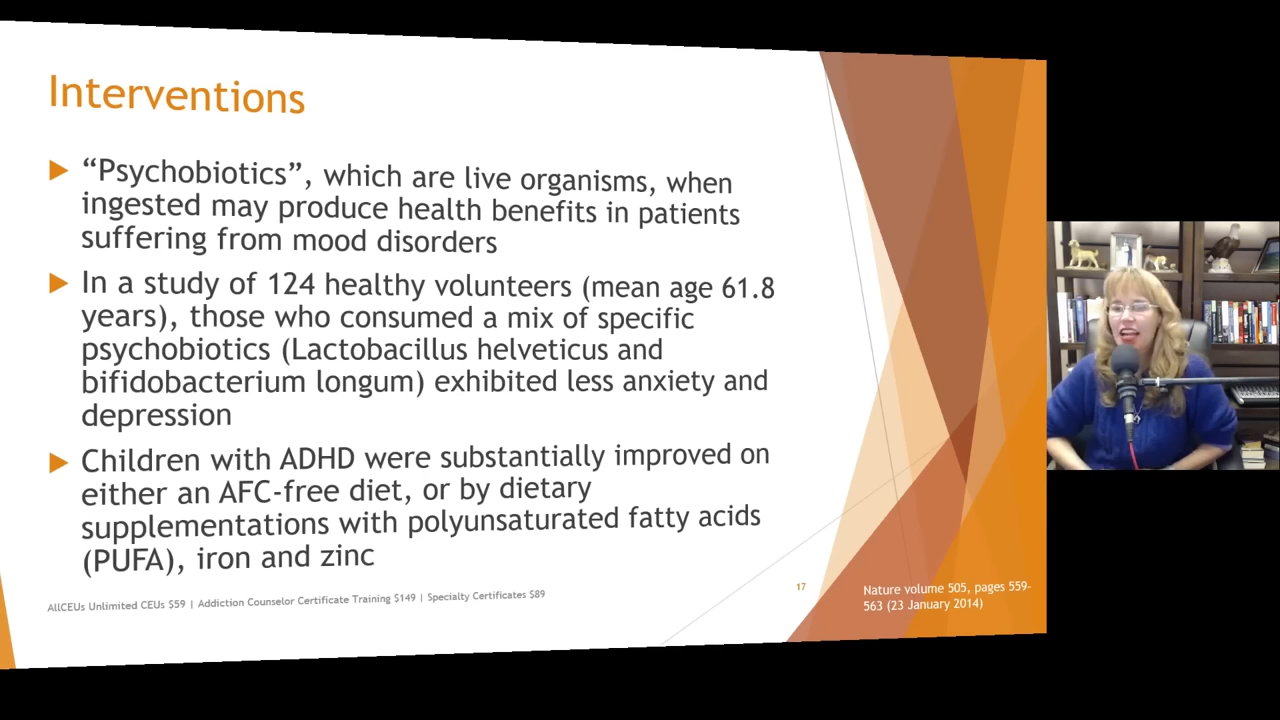 Interventions
“Psychobiotics”, which are live organisms, when
ingested may produce health benefits in patients
suffering from mood disorders
In a study of 124 healthy volunteers (mean age 61.8
years), those who consumed a mix of specific
psychobiotics (Lactobacillus helveticus and
bifidobacterium longum) exhibited less anxiety and
depression
Children with ADHD were substantially improved on
either an AFC-free diet, or by dietary
supplementations with polyunsaturated fatty acids
(PUFA), iron and zinc
AllCEUs Unlimited CEUs $59 | Addiction Counselor Certificate Training $149 | Specialty Certificates $89
17
Nature volume 505, pages 559-
563 (23 January 2014)